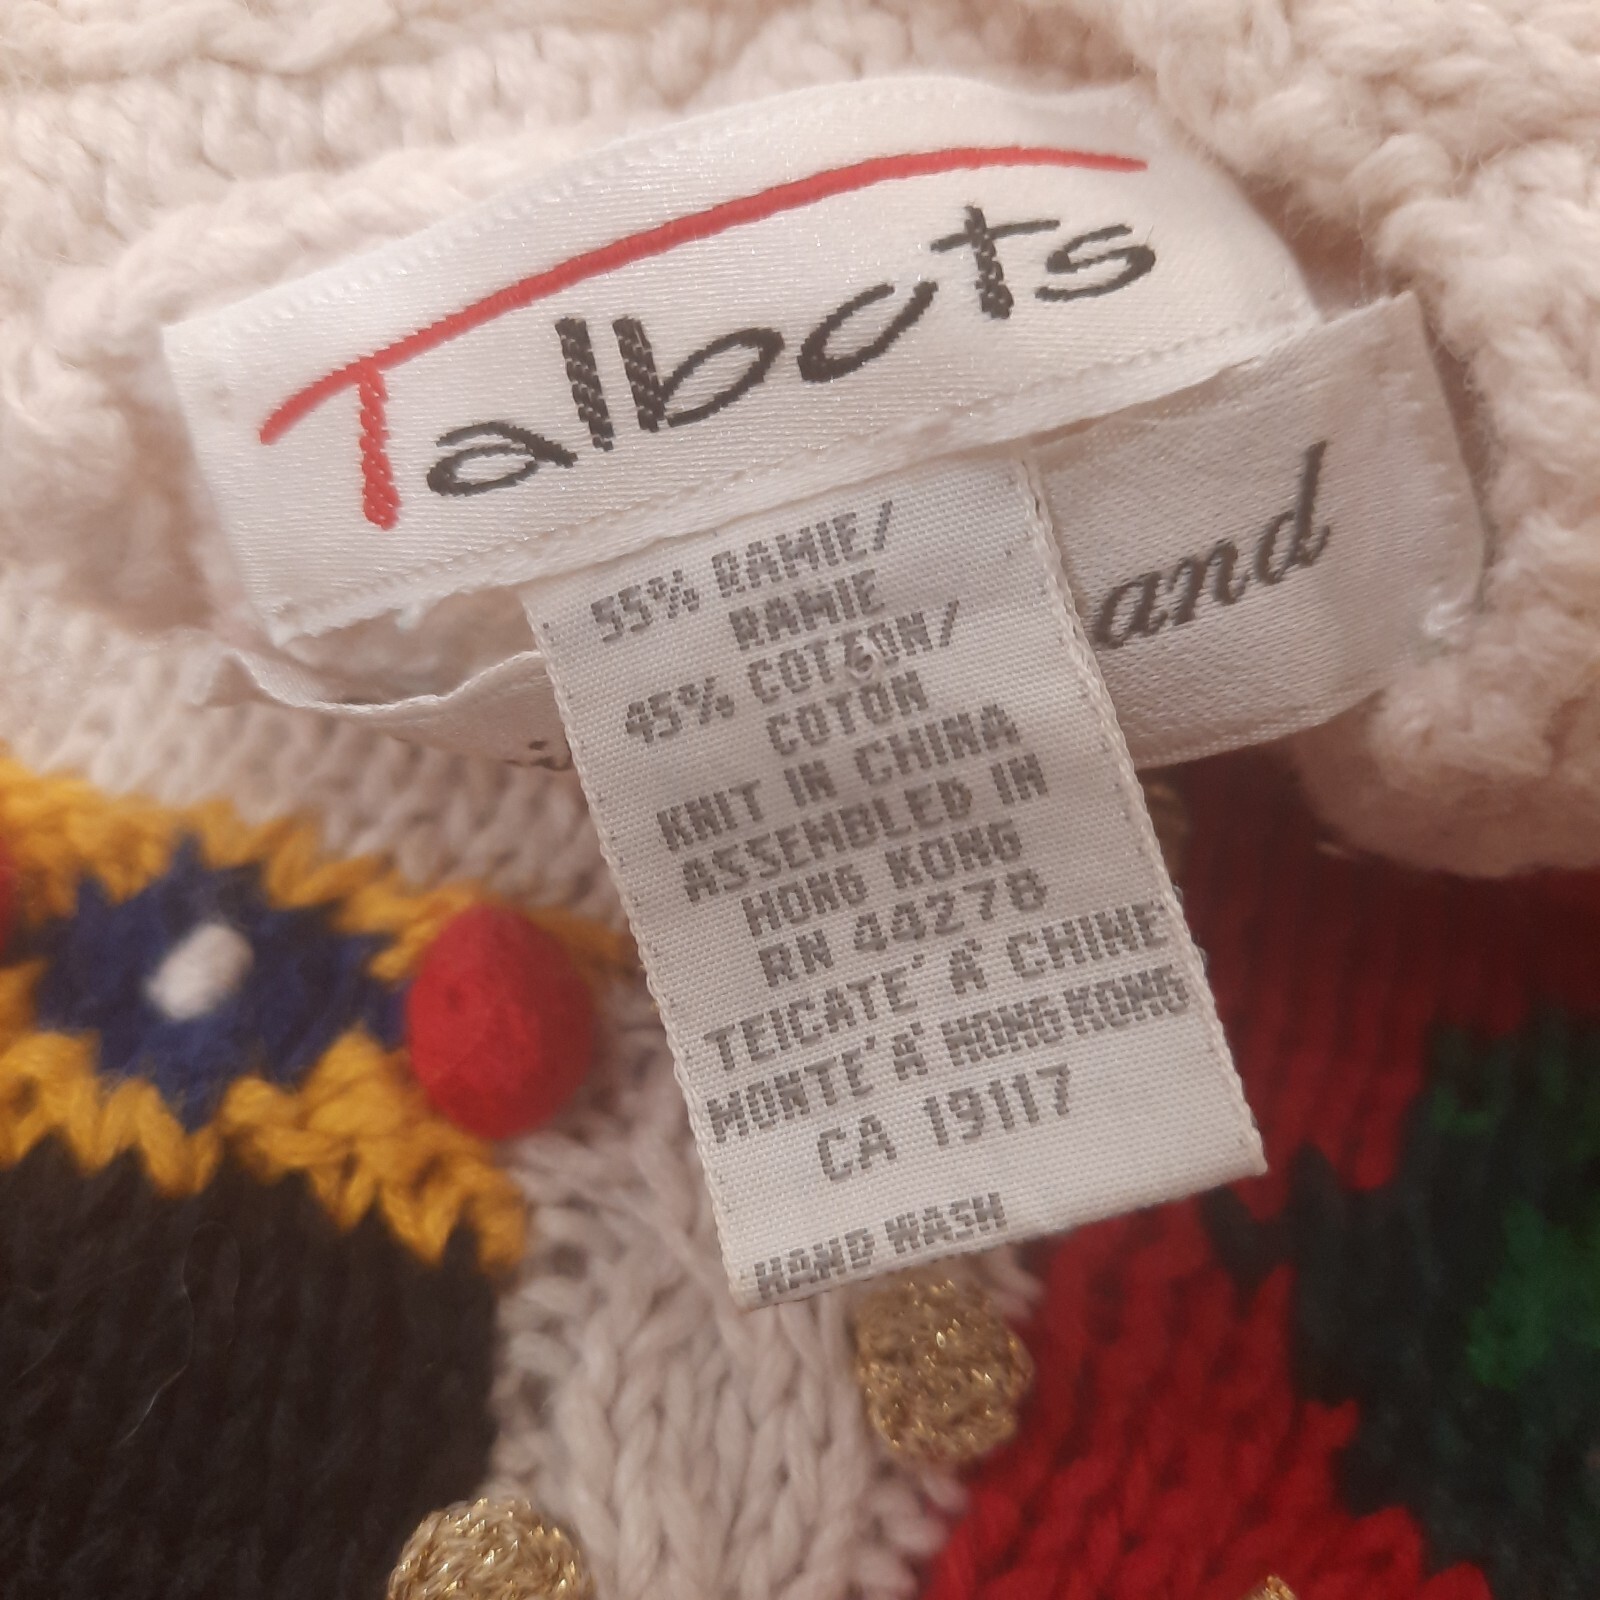 Talbots
and
55% RAMIE/
RAMIE
45% COTTON/
COTON
KNIT IN CHINA
ASSEMBLED IN
HONG KONG
RN 44278
TEICATE' A' CHINE
MONTE' A' HONG KONG
CA 19117
HAND WASH